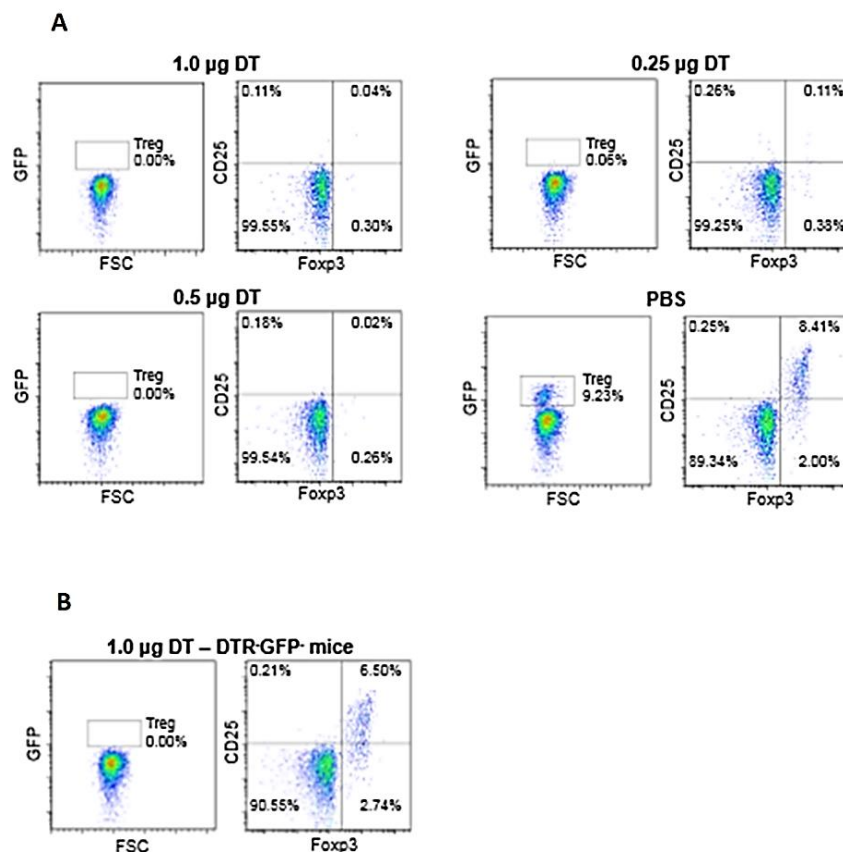 A
1.0 µg DT
GFP
Treg
0.00%
FSC
CD25
0.11%
0.04%
99.55%
0.30%
Foxp3
0.25 µg DT
GFP
Treg
0.06%
FSC
CD25
0.26%
0.11%
99.25%
0.38%
Foxp3
0.5 µg DT
GFP
Treg
0.00%
FSC
CD25
0.18%
0.02%
99.54%
0.26%
Foxp3
PBS
GFP
Treg
9.23%
FSC
CD25
0.25%
8.41%
89.34%
2.00%
Foxp3
B
1.0 µg DT – DTR-GFP- mice
GFP
Treg
0.00%
FSC
CD25
0.21%
6.50%
90.55%
2.74%
Foxp3